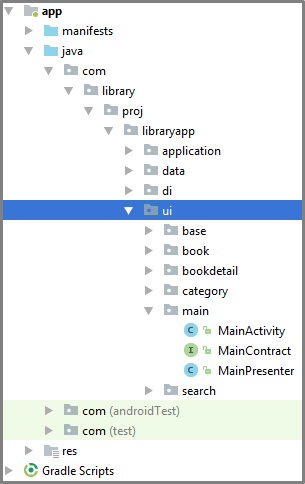 app
manifests
java
com
library
proj
libraryapp
application
data
di
ui
base
book
bookdetail
category
main
C MainActivity
I MainContract
C MainPresenter
search
com (androidTest)
com (test)
res
Gradle Scripts